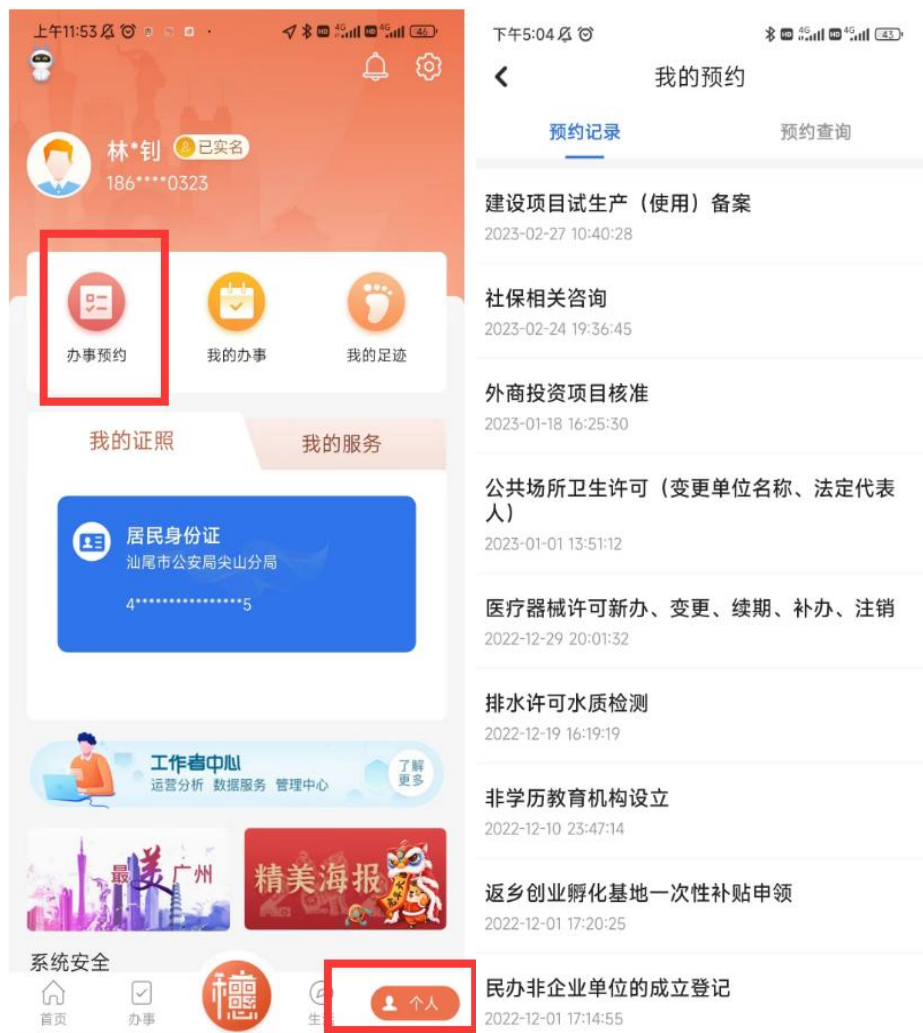 上午11:53
46
林*钊 已实名
186****0323
办事预约 我的办事 我的足迹
我的证照 我的服务
居民身份证
汕尾市公安局尖山分局
4****************5
工作者中心
运营分析 数据服务 管理中心
了解
更多
最美广州
精美海报
系统安全
首页 办事 穗 个人
下午5:04
43
我的预约
预约记录 预约查询
建设项目试生产（使用）备案
2023-02-27 10:40:28
社保相关咨询
2023-02-24 19:36:45
外商投资项目核准
2023-01-18 16:25:30
公共场所卫生许可（变更单位名称、法定代表
人）
2023-01-01 13:51:12
医疗器械许可新办、变更、续期、补办、注销
2022-12-29 20:01:32
排水许可水质检测
2022-12-19 16:19:19
非学历教育机构设立
2022-12-10 23:47:14
返乡创业孵化基地一次性补贴申领
2022-12-01 17:20:25
民办非企业单位的成立登记
2022-12-01 17:14:55